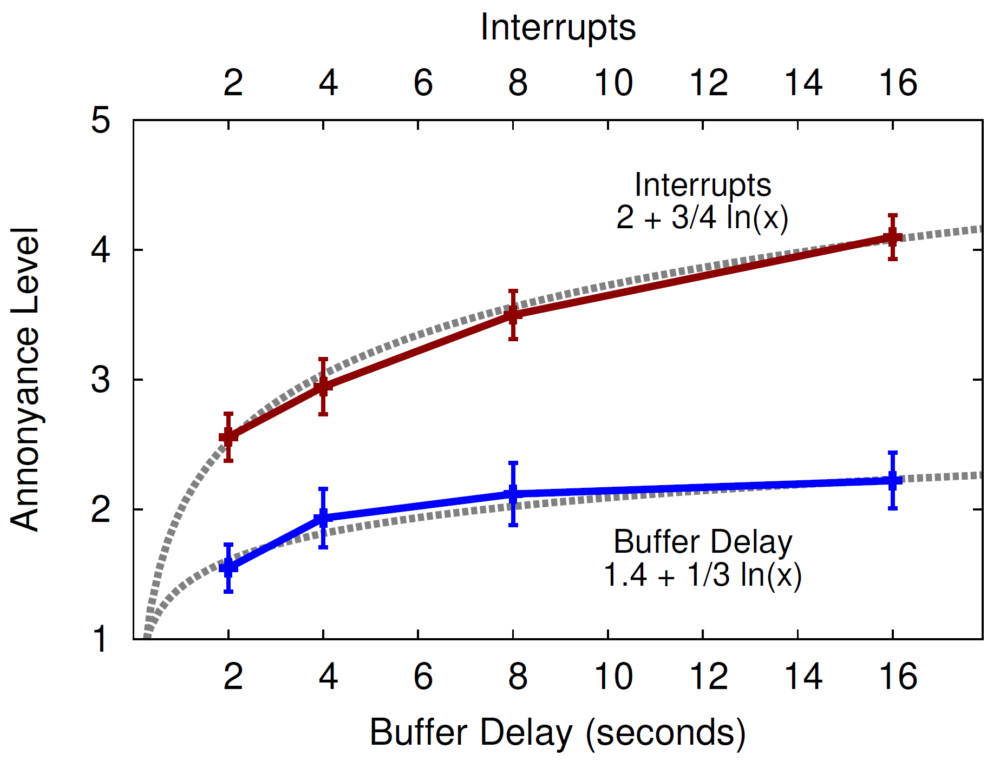 Interrupts
2 4 6 8 10 12 14 16
5
4
3
2
1
Annonyance Level
Interrupts
2 + 3/4 ln(x)
Buffer Delay
1.4 + 1/3 ln(x)
2 4 6 8 10 12 14 16
Buffer Delay (seconds)